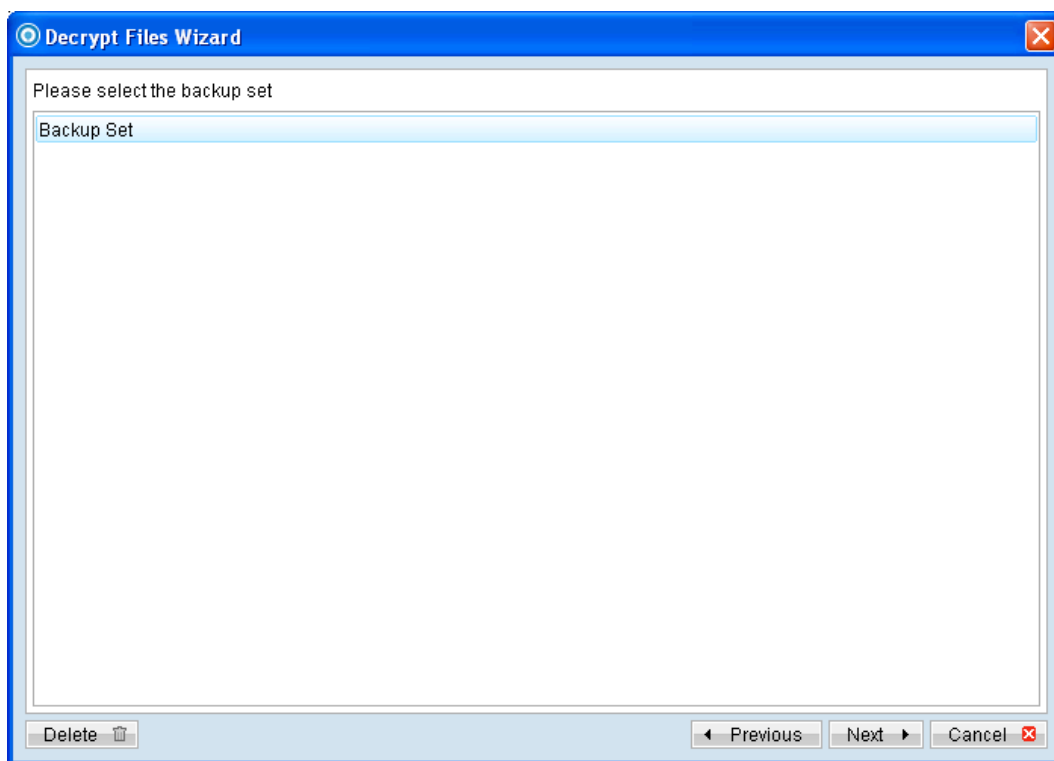 Decrypt Files Wizard
Please select the backup set
Backup Set
Delete
Previous
Next
Cancel